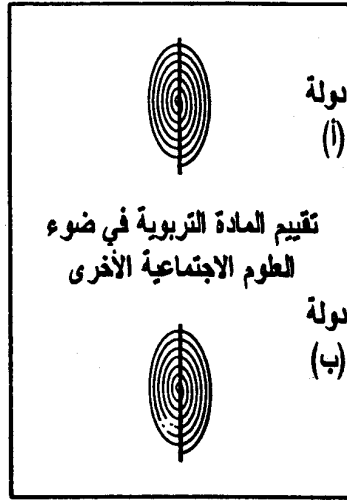 دولة
(أ)
تقييم المادة التربوية في ضوء
العلوم الاجتماعية الأخرى
دولة
(ب)